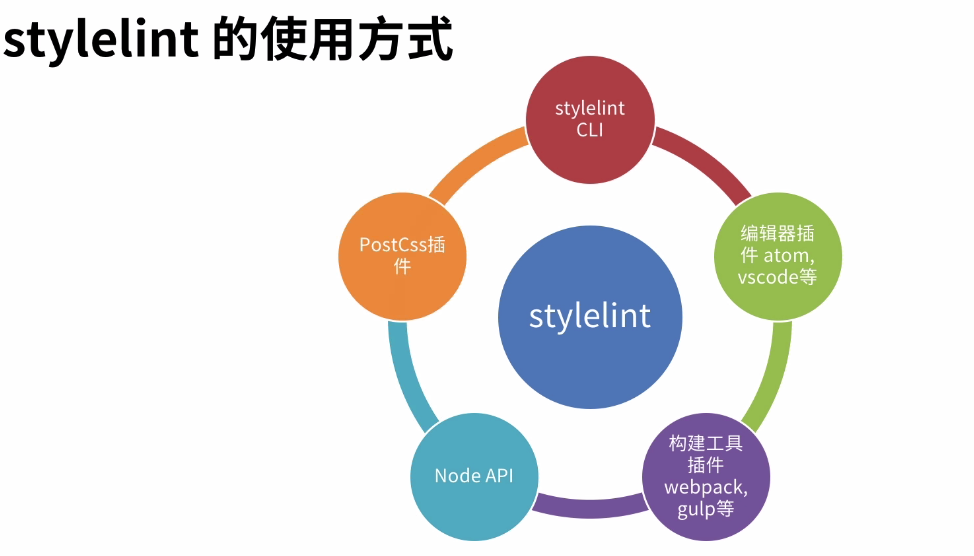 stylelint 的使用方式
stylelint
CLI
编辑器插
件 atom,
vscode等
构建工具
插件
webpack,
gulp等
Node API
PostCss插
件
stylelint